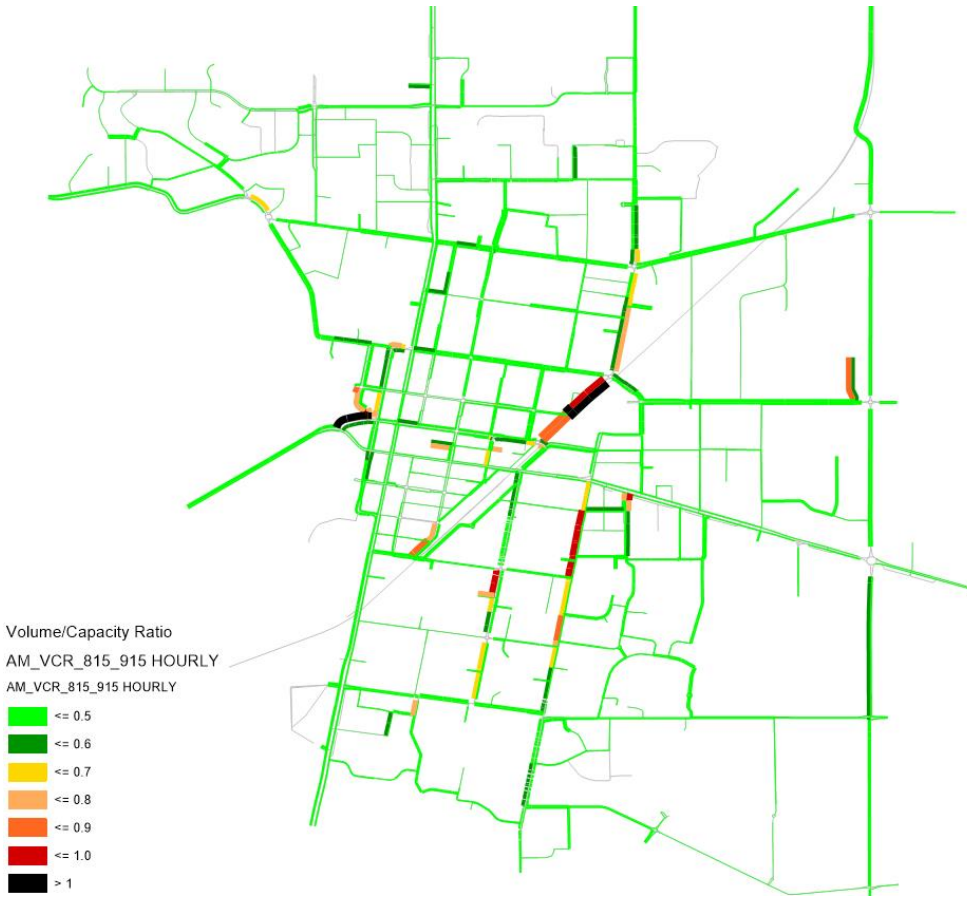 Volume/Capacity Ratio
AM_VCR_815_915 HOURLY
AM_VCR_815_915 HOURLY
<= 0.5
<= 0.6
<= 0.7
<= 0.8
<= 0.9
<= 1.0
> 1